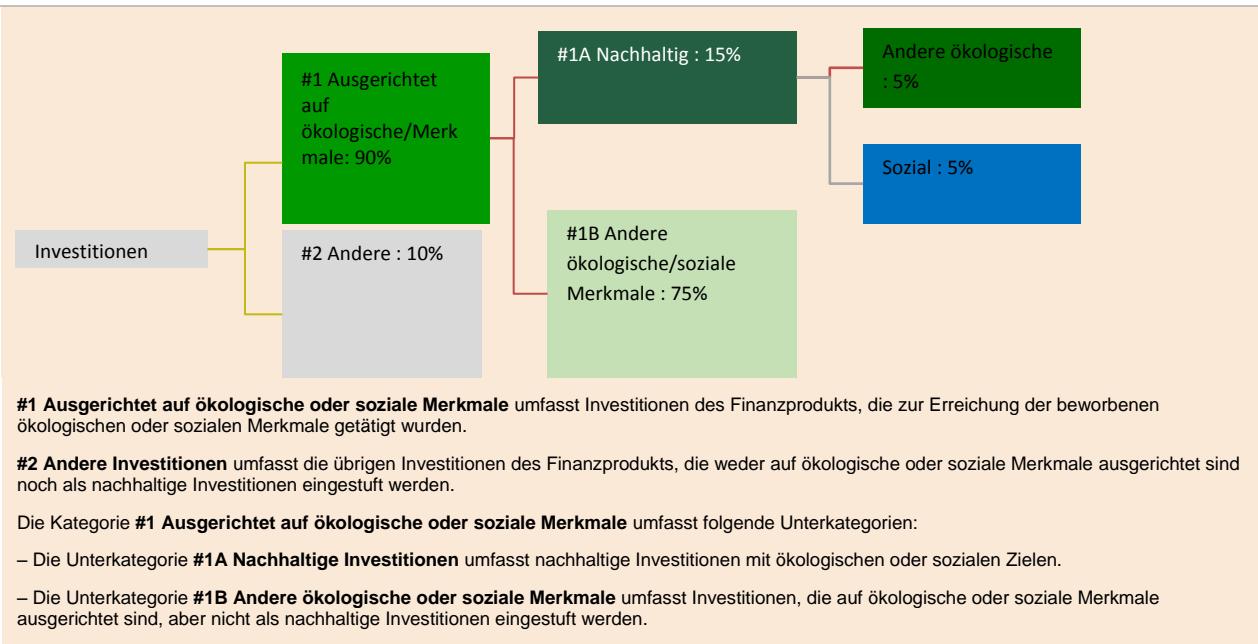 Investitionen
#1 Ausgerichtet
auf
ökologische/Merk
male: 90%
#2 Andere : 10%
#1A Nachhaltig : 15%
#1B Andere
ökologische/soziale
Merkmale : 75%
Andere ökologische
: 5%
Sozial : 5%
#1 Ausgerichtet auf ökologische oder soziale Merkmale umfasst Investitionen des Finanzprodukts, die zur Erreichung der beworbenen
ökologischen oder sozialen Merkmale getätigt wurden.
#2 Andere Investitionen umfasst die übrigen Investitionen des Finanzprodukts, die weder auf ökologische oder soziale Merkmale ausgerichtet sind
noch als nachhaltige Investitionen eingestuft werden.
Die Kategorie #1 Ausgerichtet auf ökologische oder soziale Merkmale umfasst folgende Unterkategorien:
– Die Unterkategorie #1A Nachhaltige Investitionen umfasst nachhaltige Investitionen mit ökologischen oder sozialen Zielen.
– Die Unterkategorie #1B Andere ökologische oder soziale Merkmale umfasst Investitionen, die auf ökologische oder soziale Merkmale
ausgerichtet sind, aber nicht als nachhaltige Investitionen eingestuft werden.